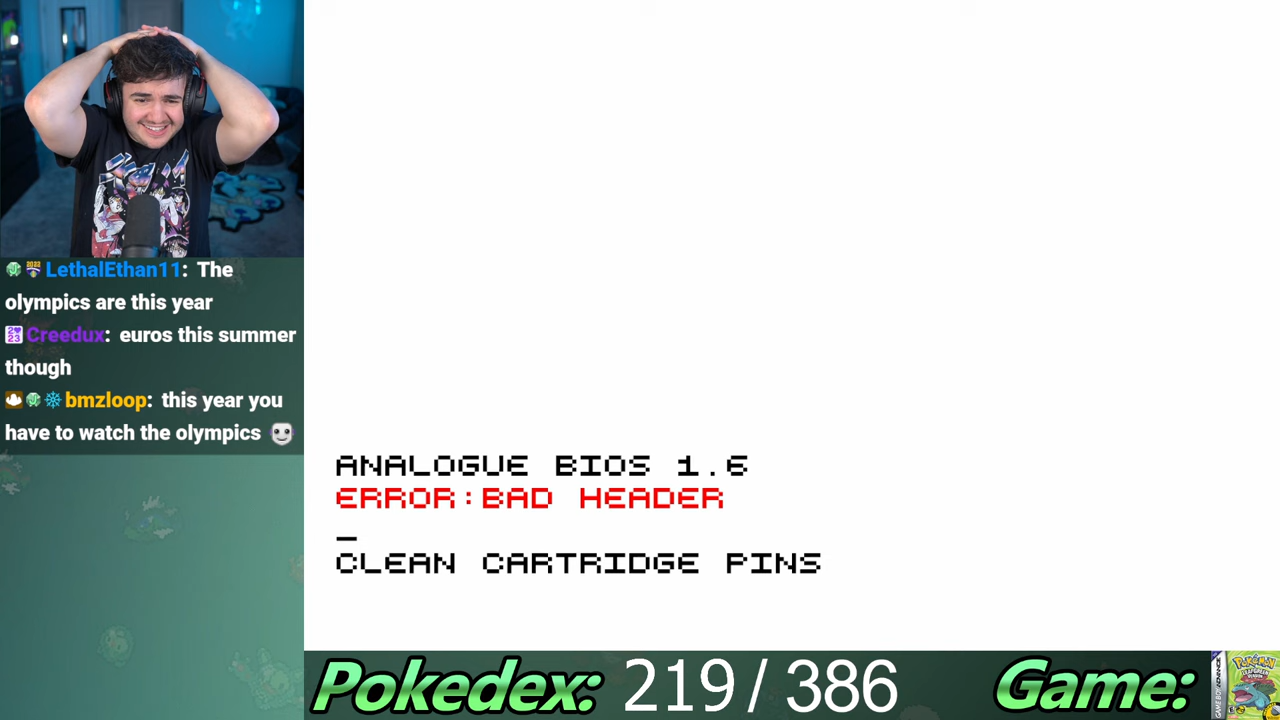 LethalEthan11: The
olympics are this year
Creedux: euros this summer
though
bmzloop: this year you
have to watch the olympics
ANALOGUE BIOS 1.6
ERROR:BAD HEADER
_
CLEAN CARTRIDGE PINS
Pokedex: 219 / 386
Game:
POKéMON